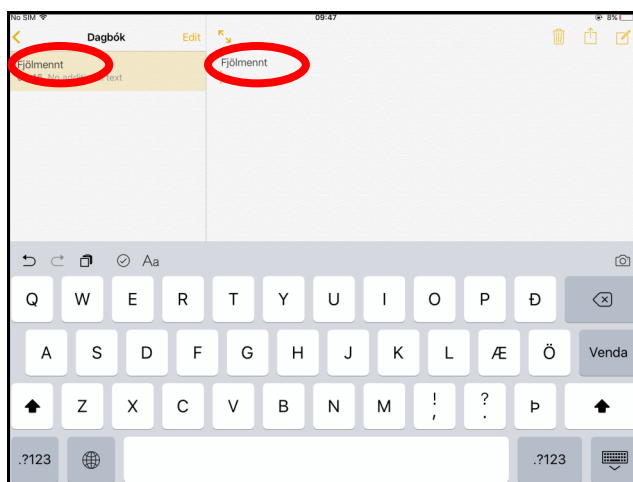 No SIM 09:47 8%
Dagbók Edit
Fjölmennt Fjölmennt
No additional text
Aa
Q W E R T Y U I O P Ð
A S D F G H J K L Æ Ö Venda
Z X C V B N M ! , ? . Þ
.?123 .?123